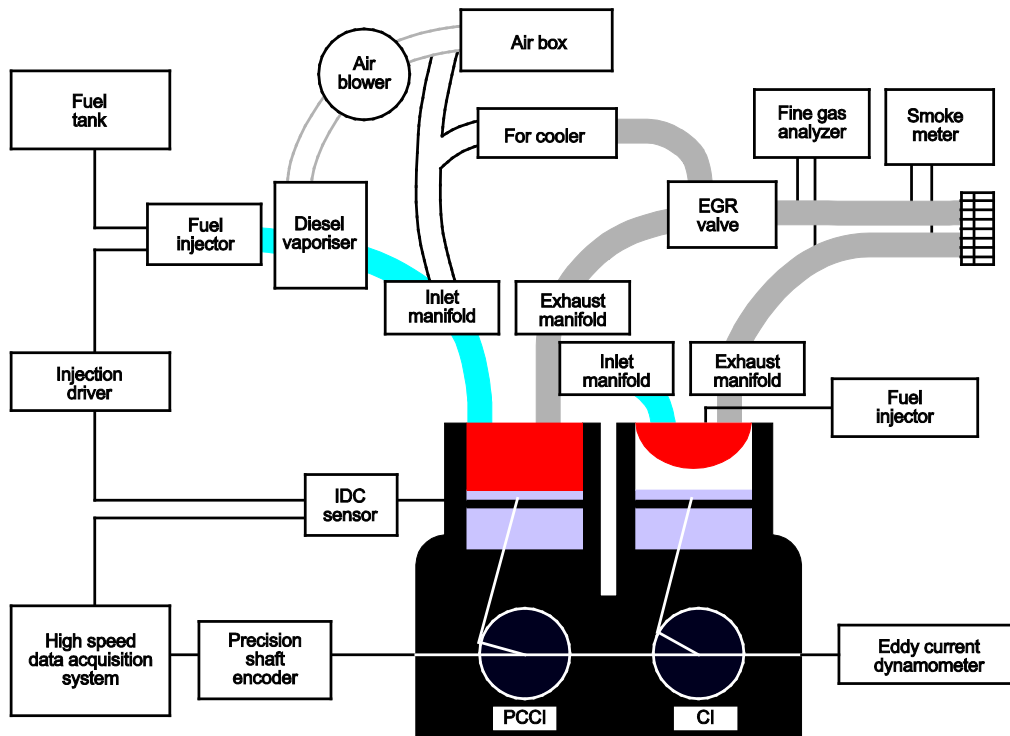 Air box
Air
blower
Fuel
tank
For cooler
Fine gas
analyzer
Smoke
meter
Fuel
injector
Diesel
vaporiser
EGR
valve
Inlet
manifold
Exhaust
manifold
Injection
driver
Inlet
manifold
Exhaust
manifold
Fuel
injector
IDC
sensor
High speed
data acquisition
system
Precision
shaft
encoder
Eddy current
dynamometer
PCCI
CI